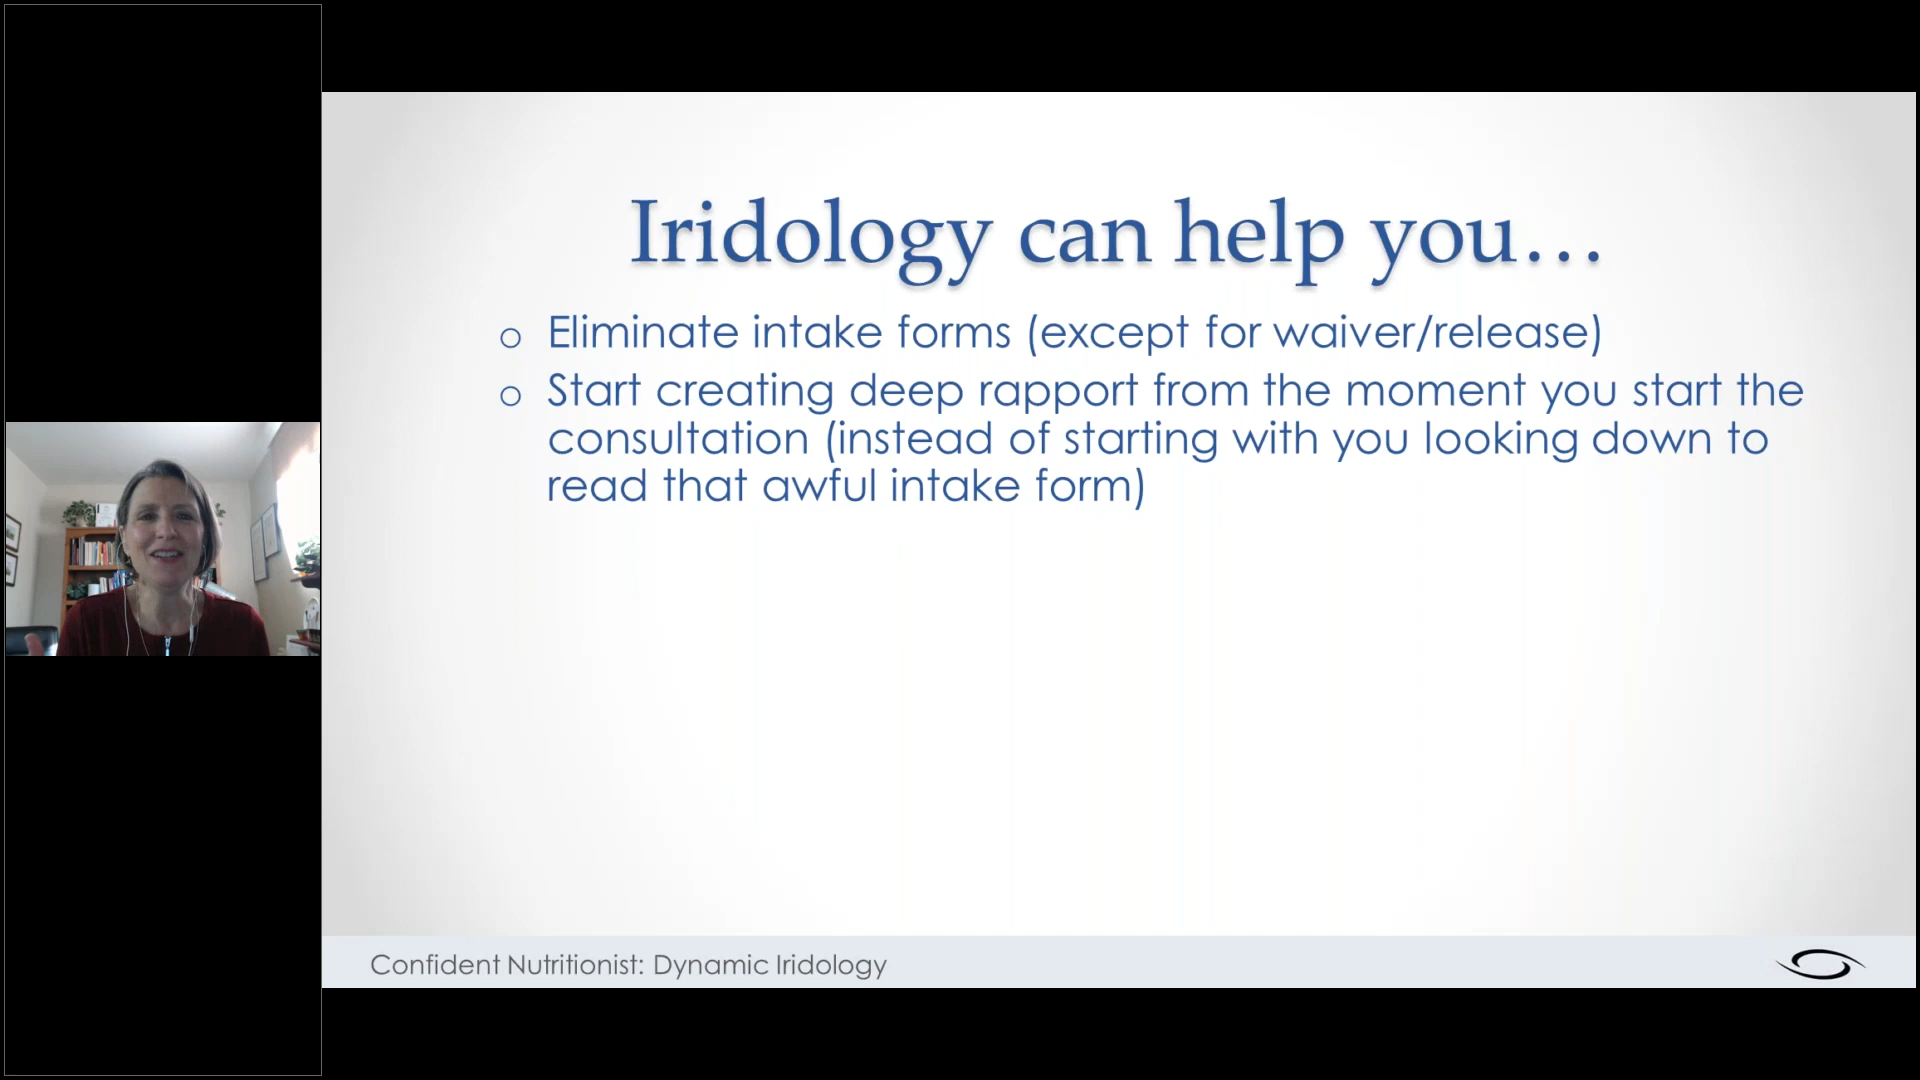 Iridology can help you…
o Eliminate intake forms (except for waiver/release)
o Start creating deep rapport from the moment you start the
consultation (instead of starting with you looking down to
read that awful intake form)
Confident Nutritionist: Dynamic Iridology